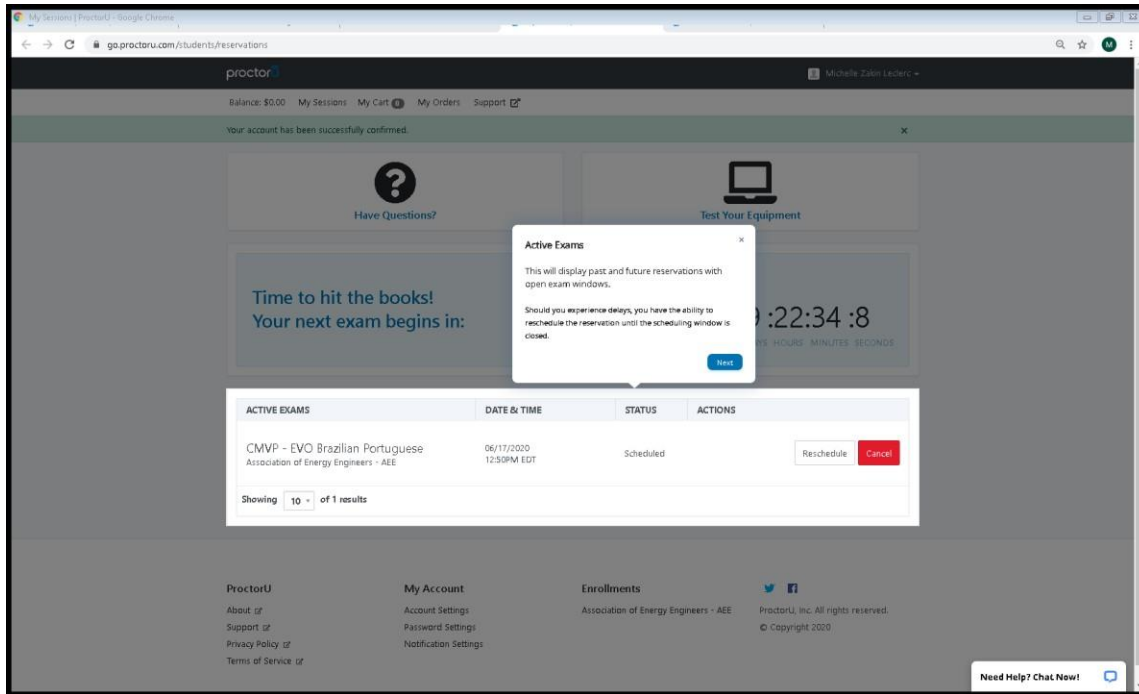 My Sessions | ProctorU - Google Chrome
go.proctoru.com/students/reservations
M
proctorU
Michelle Zakin Leclerc
Balance: $0.00 My Sessions My Cart 0 My Orders Support
Your account has been successfully confirmed. ×
Have Questions?
Test Your Equipment
Active Exams ×
This will display past and future reservations with
open exam windows.
Should you experience delays, you have the ability to
reschedule the reservation until the scheduling window is
closed.
Next
Time to hit the books!
Your next exam begins in:
:22:34 :8
HOURS MINUTES SECONDS
ACTIVE EXAMS DATE & TIME STATUS ACTIONS
CMVP - EVO Brazilian Portuguese
Association of Energy Engineers - AEE
06/17/2020
12:50PM EDT
Scheduled
Reschedule Cancel
Showing 10 of 1 results
ProctorU
About
Support
Privacy Policy
Terms of Service
My Account
Account Settings
Password Settings
Notification Settings
Enrollments
Association of Energy Engineers - AEE
ProctorU, Inc. All rights reserved.
© Copyright 2020
Need Help? Chat Now!